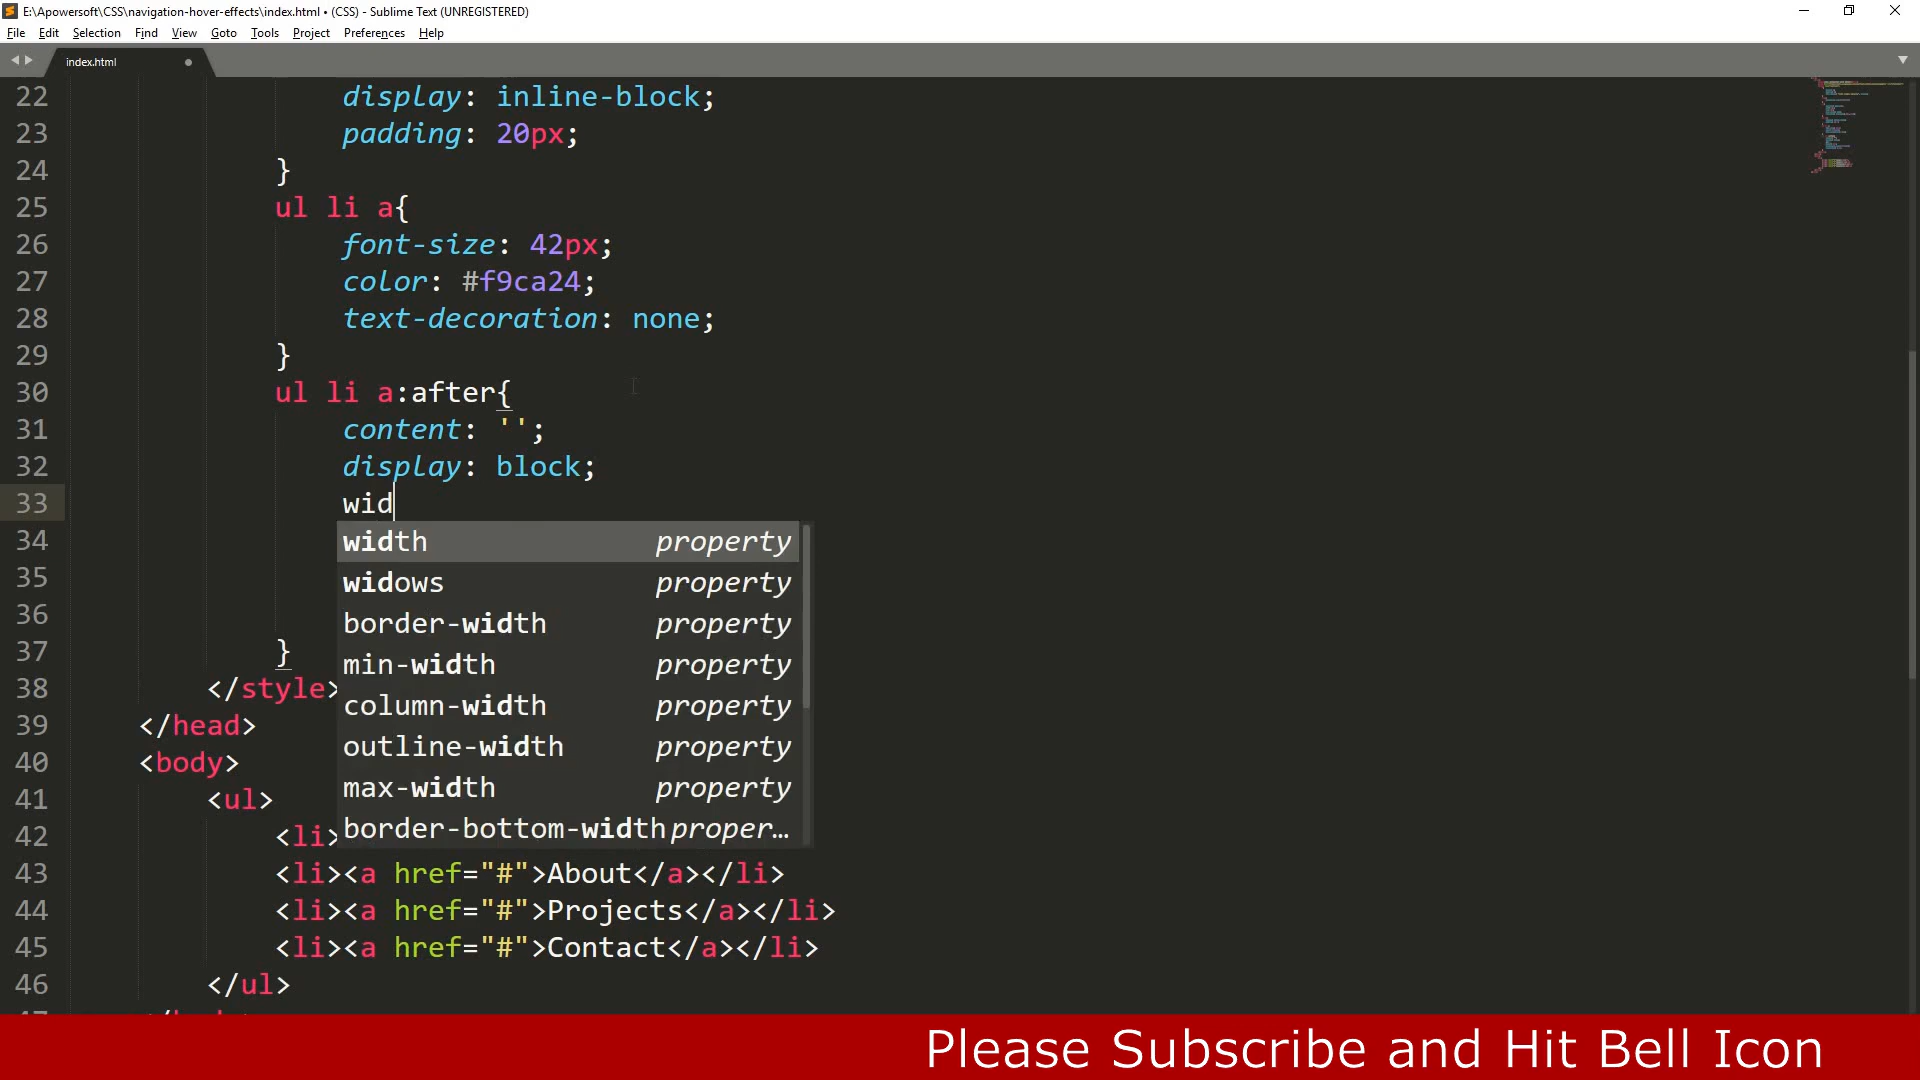 E:\Apowersoft\CSS\navigation-hover-effects\index.html • (CSS) - Sublime Text (UNREGISTERED)
File Edit Selection Find View Goto Tools Project Preferences Help
index.html
22 display: inline-block;
23 padding: 20px;
24 }
25 ul li a{
26 font-size: 42px;
27 color: #f9ca24;
28 text-decoration: none;
29 }
30 ul li a:after{
31 content: '';
32 display: block;
33 wid
34 width property
35 widows property
36 border-width property
37 } min-width property
38 </style> column-width property
39 </head> outline-width property
40 <body> max-width property
41 <ul> border-bottom-width proper...
42 <li>
43 <li><a href="#">About</a></li>
44 <li><a href="#">Projects</a></li>
45 <li><a href="#">Contact</a></li>
46 </ul>
Please Subscribe and Hit Bell Icon